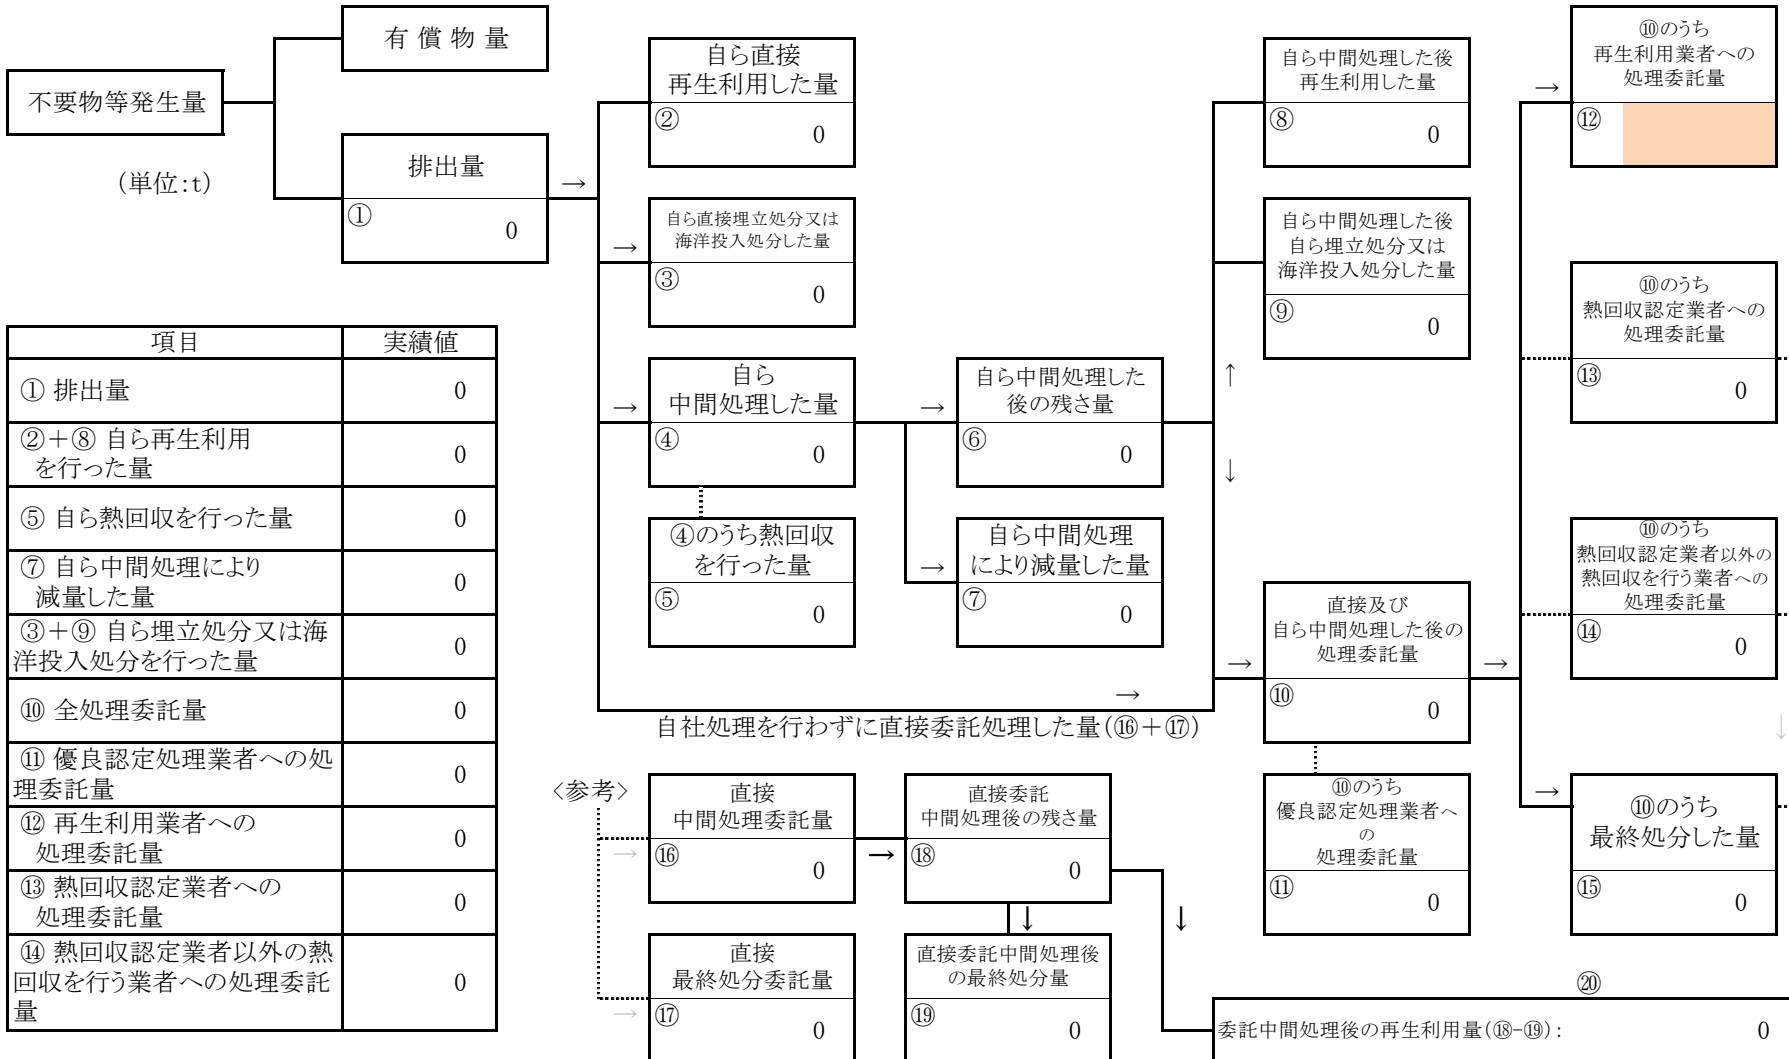 有 償 物 量
不要物等発生量
(単位:t)
排出量
①
0
→
自ら直接
再生利用した量
②
0
→
自ら直接埋立処分又は
海洋投入処分した量
③
0
→
自ら
中間処理した量
④
0
④のうち熱回収
を行った量
⑤
0
→
自ら中間処理した
後の残さ量
⑥
0
→
自ら中間処理
により減量した量
⑦
0
自ら中間処理した後
再生利用した量
⑧
0
自ら中間処理した後
自ら埋立処分又は
海洋投入処分した量
⑨
0
↑
↓
→
直接及び
自ら中間処理した後の
処理委託量
⑩
0
→
⑩のうち
優良認定処理業者へ
の
処理委託量
⑪
0
→
⑩のうち
再生利用業者への
処理委託量
⑫
⑩のうち
熱回収認定業者への
処理委託量
⑬
0
⑩のうち
熱回収認定業者以外の
熱回収を行う業者への
処理委託量
⑭
0
↓
→
⑩のうち
最終処分した量
⑮
0
→
自社処理を行わずに直接委託処理した量(⑯+⑰)
<参考>
→
直接
中間処理委託量
⑯
0
→
直接委託
中間処理後の残さ量
⑱
0
↓
↓
→
直接
最終処分委託量
⑰
0
直接委託中間処理後
の最終処分量
⑲
0
⑳
委託中間処理後の再生利用量(⑱-⑲): 0
項目 実績値
① 排出量 0
②+⑧ 自ら再生利用
を行った量 0
⑤ 自ら熱回収を行った量 0
⑦ 自ら中間処理により
減量した量 0
③+⑨ 自ら埋立処分又は海
洋投入処分を行った量 0
⑩ 全処理委託量 0
⑪ 優良認定処理業者への処
理委託量 0
⑫ 再生利用業者への
処理委託量 0
⑬ 熱回収認定業者への
処理委託量 0
⑭ 熱回収認定業者以外の熱
回収を行う業者への処理委託
量 0